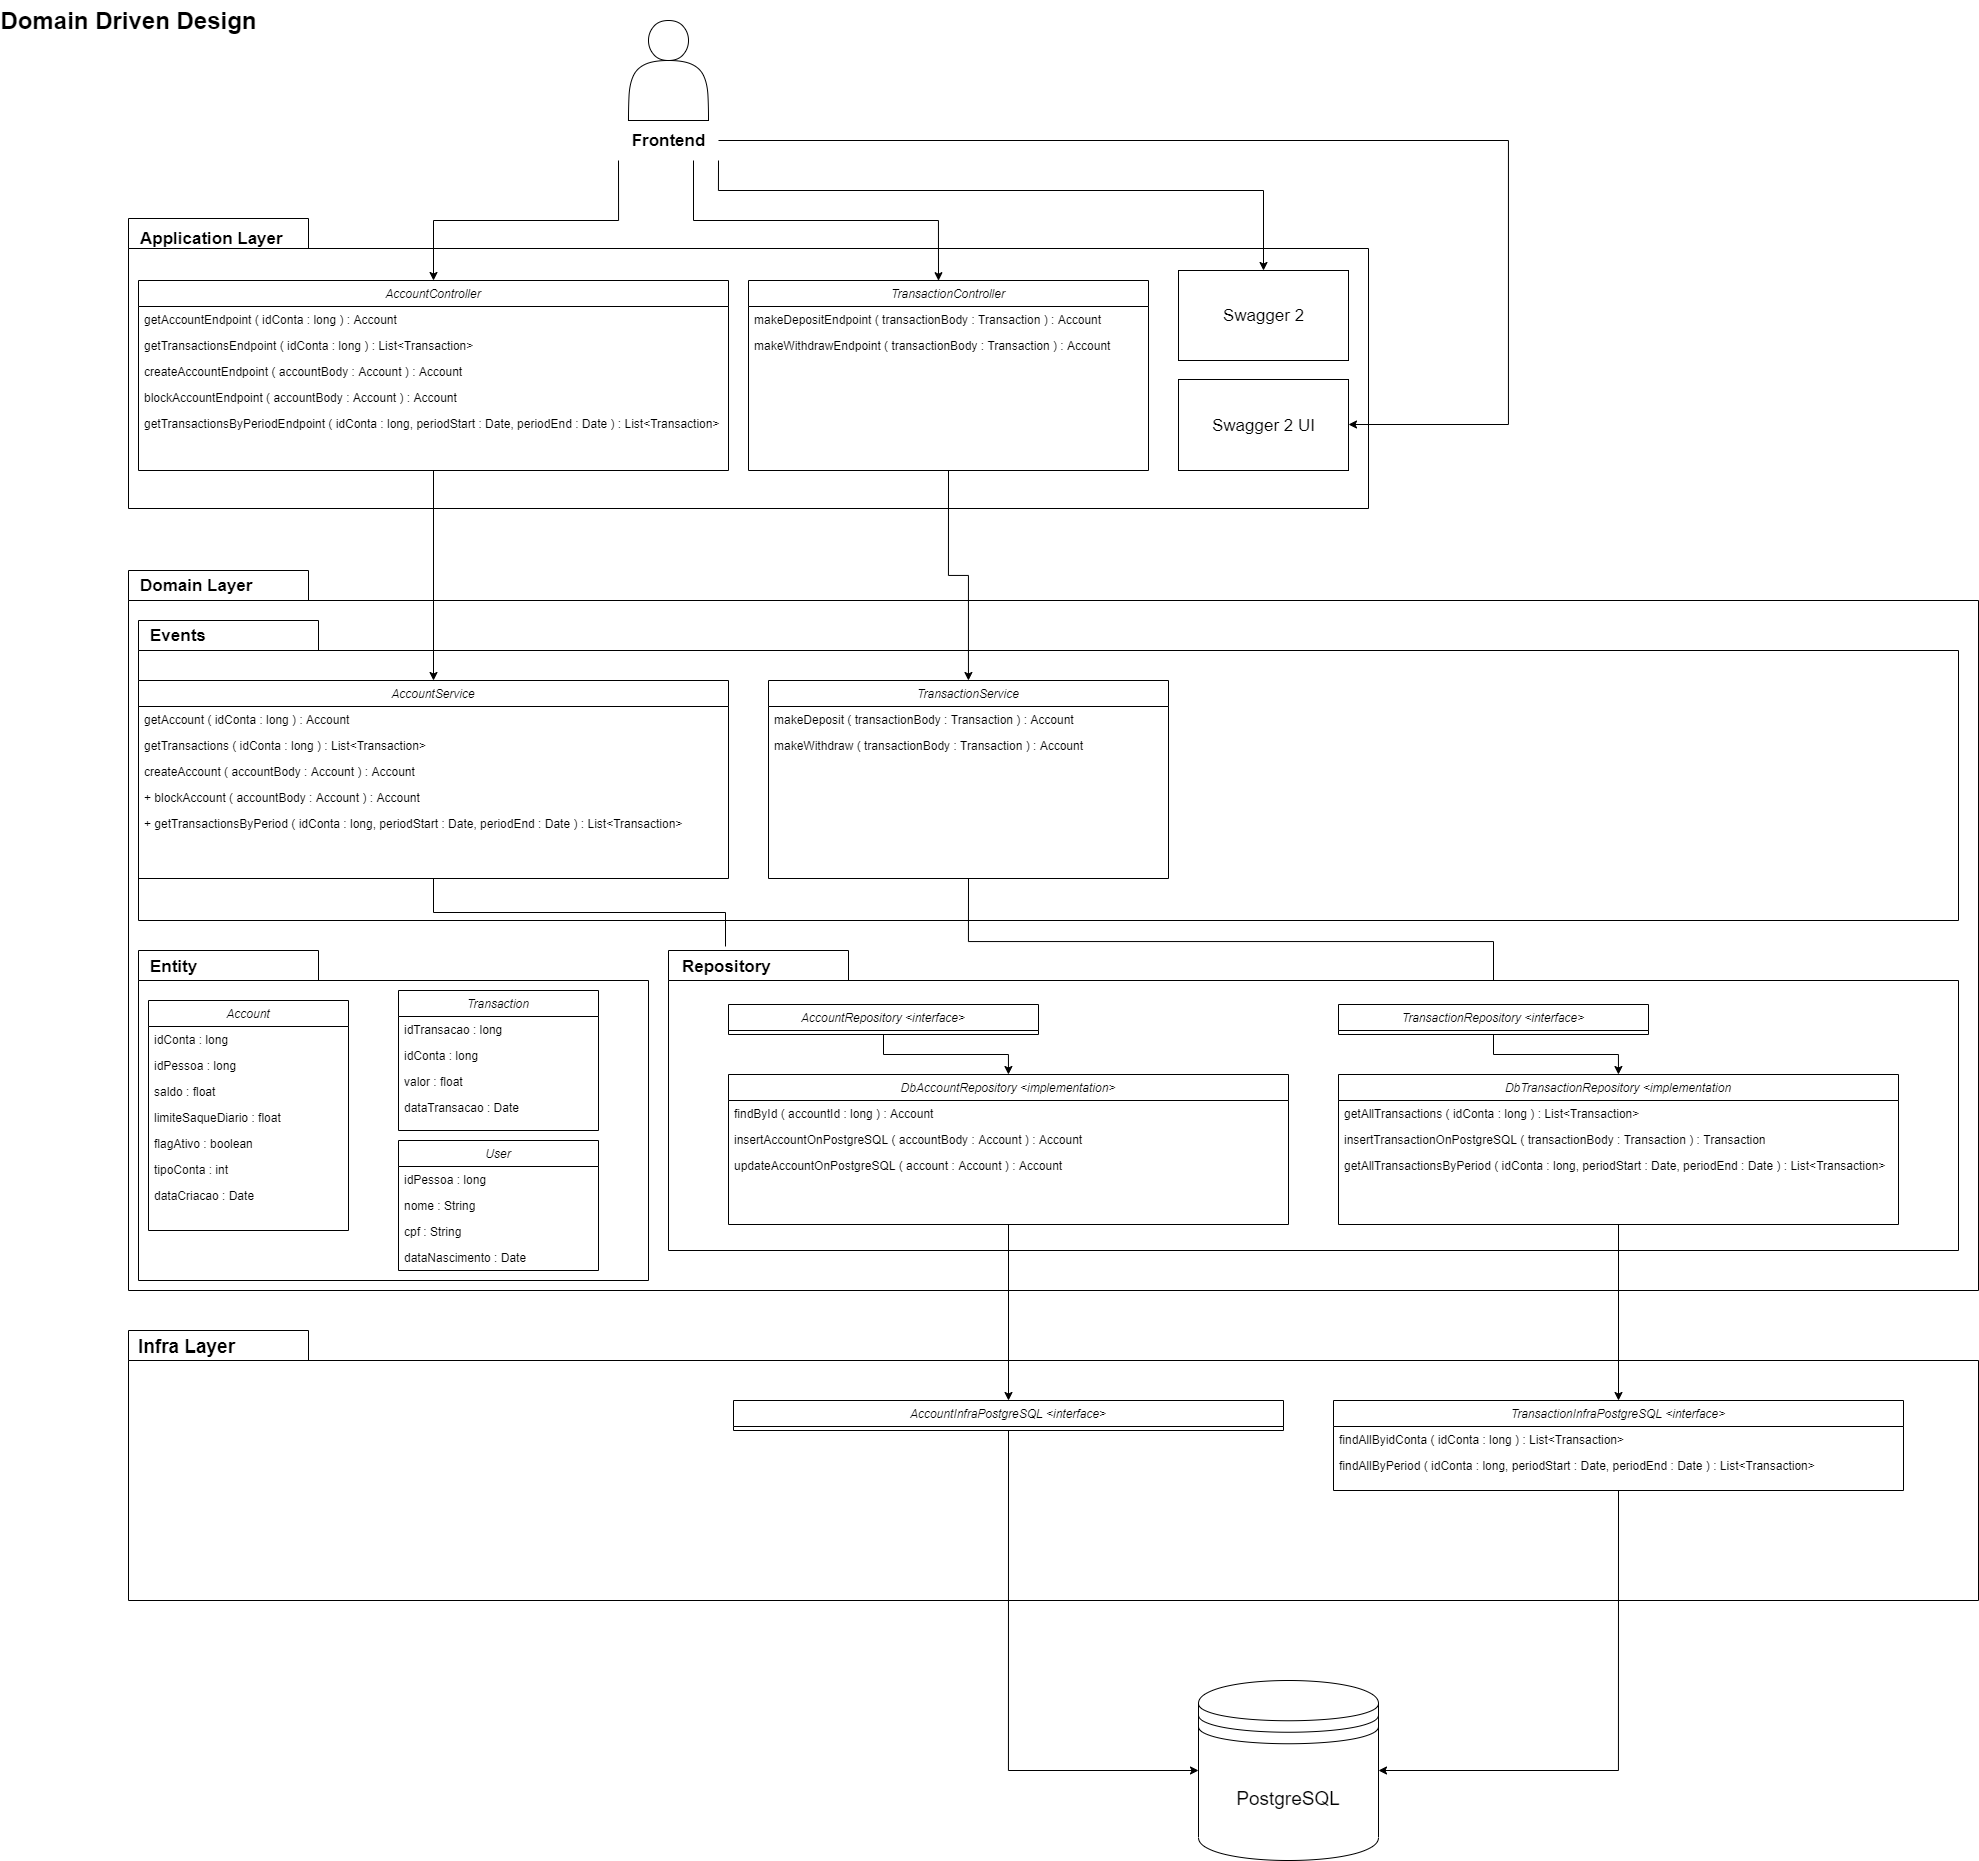 Domain Driven Design
Frontend
Application Layer
AccountController
getAccountEndpoint ( idConta : long ) : Account
getTransactionsEndpoint ( idConta : long ) : List<Transaction>
createAccountEndpoint ( accountBody : Account ) : Account
blockAccountEndpoint ( accountBody : Account ) : Account
getTransactionsByPeriodEndpoint ( idConta : long, periodStart : Date, periodEnd : Date ) : List<Transaction>
TransactionController
makeDepositEndpoint ( transactionBody : Transaction ) : Account
makeWithdrawEndpoint ( transactionBody : Transaction ) : Account
Swagger 2
Swagger 2 UI
Domain Layer
Events
AccountService
getAccount ( idConta : long ) : Account
getTransactions ( idConta : long ) : List<Transaction>
createAccount ( accountBody : Account ) : Account
+ blockAccount ( accountBody : Account ) : Account
+ getTransactionsByPeriod ( idConta : long, periodStart : Date, periodEnd : Date ) : List<Transaction>
TransactionService
makeDeposit ( transactionBody : Transaction ) : Account
makeWithdraw ( transactionBody : Transaction ) : Account
Entity
Account
idConta : long
idPessoa : long
saldo : float
limiteSaqueDiario : float
flagAtivo : boolean
tipoConta : int
dataCriacao : Date
Transaction
idTransacao : long
idConta : long
valor : float
dataTransacao : Date
User
idPessoa : long
nome : String
cpf : String
dataNascimento : Date
Repository
AccountRepository <interface>
DbAccountRepository <implementation>
findById ( accountId : long ) : Account
insertAccountOnPostgreSQL ( accountBody : Account ) : Account
updateAccountOnPostgreSQL ( account : Account ) : Account
TransactionRepository <interface>
DbTransactionRepository <implementation
getAllTransactions ( idConta : long ) : List<Transaction>
insertTransactionOnPostgreSQL ( transactionBody : Transaction ) : Transaction
getAllTransactionsByPeriod ( idConta : long, periodStart : Date, periodEnd : Date ) : List<Transaction>
Infra Layer
AccountInfraPostgreSQL <interface>
TransactionInfraPostgreSQL <interface>
findAllByidConta ( idConta : long ) : List<Transaction>
findAllByPeriod ( idConta : long, periodStart : Date, periodEnd : Date ) : List<Transaction>
PostgreSQL